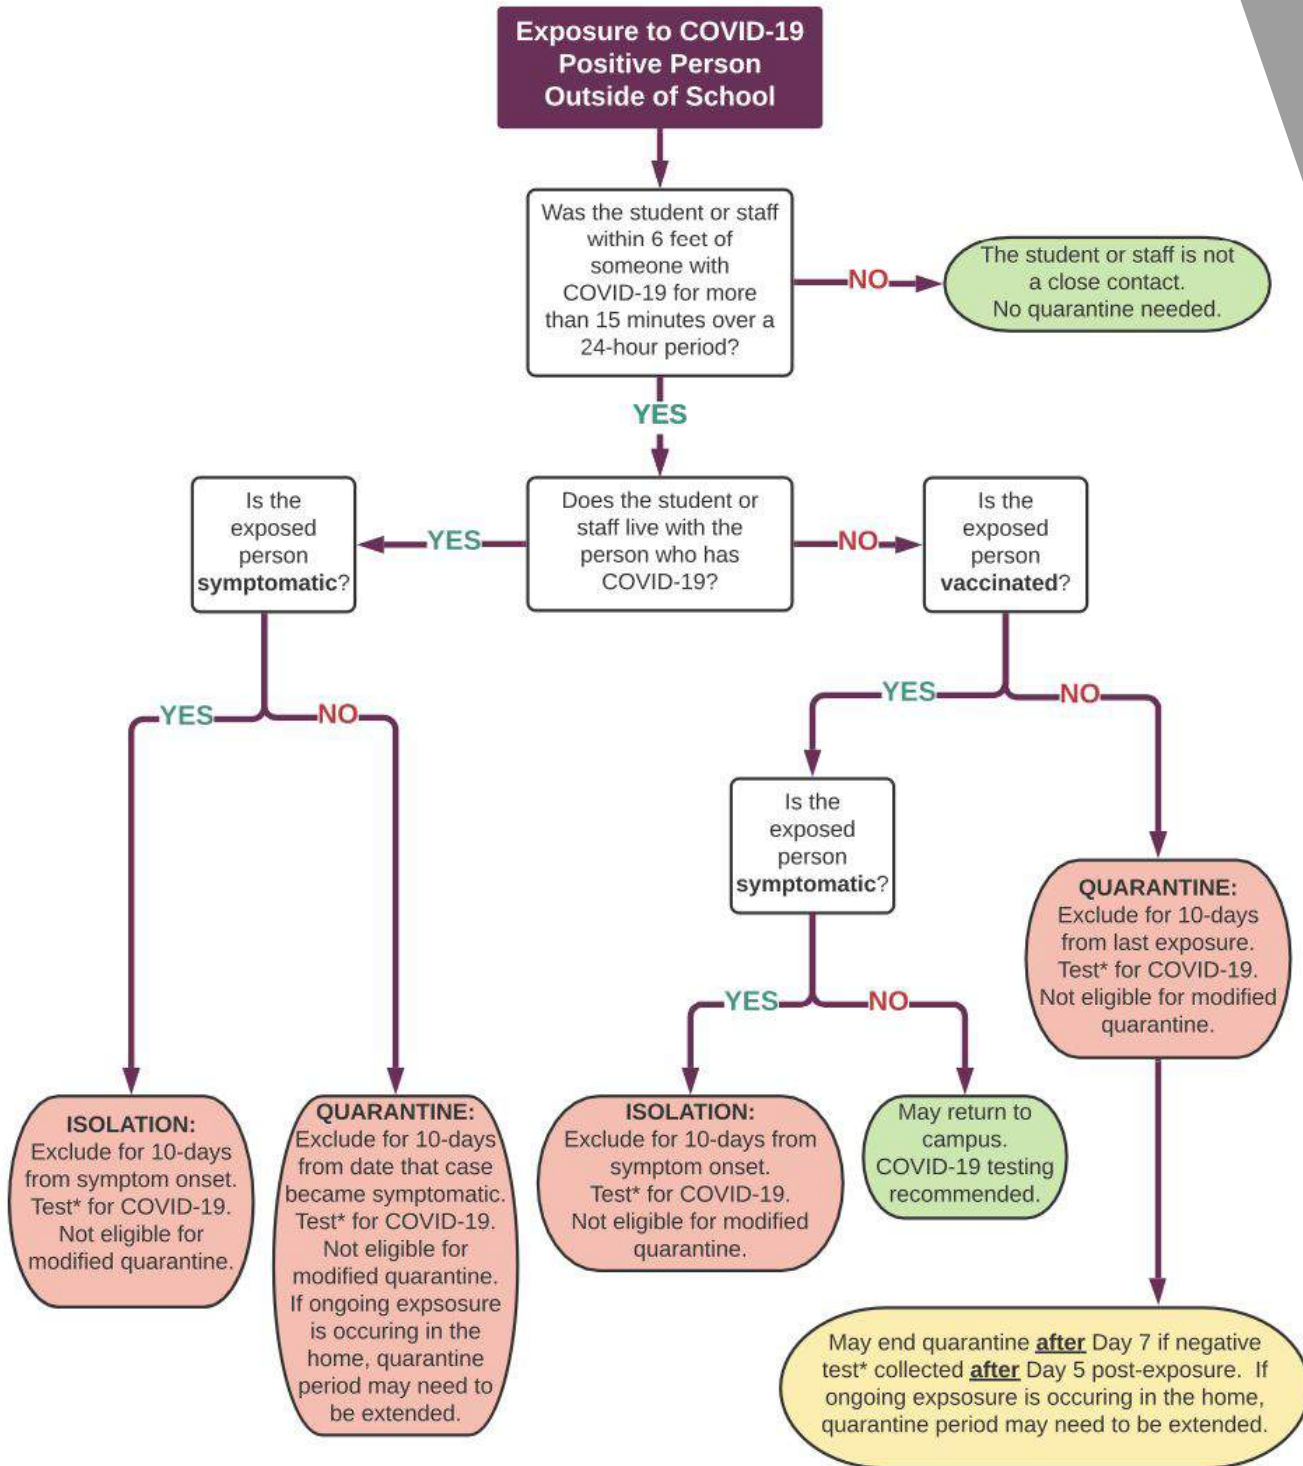 Exposure to COVID-19
Positive Person
Outside of School
Was the student or staff
within 6 feet of
someone with
COVID-19 for more
than 15 minutes over a
24-hour period?
NO
The student or staff is not
a close contact.
No quarantine needed.
YES
Is the
exposed
person
symptomatic?
YES
Does the student or
staff live with the
person who has
COVID-19?
NO
Is the
exposed
person
vaccinated?
YES
NO
YES
NO
Is the
exposed
person
symptomatic?
QUARANTINE:
Exclude for 10-days
from last exposure.
Test* for COVID-19.
Not eligible for modified
quarantine.
YES
NO
ISOLATION:
Exclude for 10-days
from symptom onset.
Test* for COVID-19.
Not eligible for
modified quarantine.
QUARANTINE:
Exclude for 10-days
from date that case
became symptomatic.
Test* for COVID-19.
Not eligible for
modified quarantine.
If ongoing expsosure
is occuring in the
home, quarantine
period may need to
be extended.
ISOLATION:
Exclude for 10-days from
symptom onset.
Test* for COVID-19.
Not eligible for modified
quarantine.
May return to
campus.
COVID-19 testing
recommended.
May end quarantine after Day 7 if negative
test* collected after Day 5 post-exposure. If
ongoing expsosure is occuring in the home,
quarantine period may need to be extended.